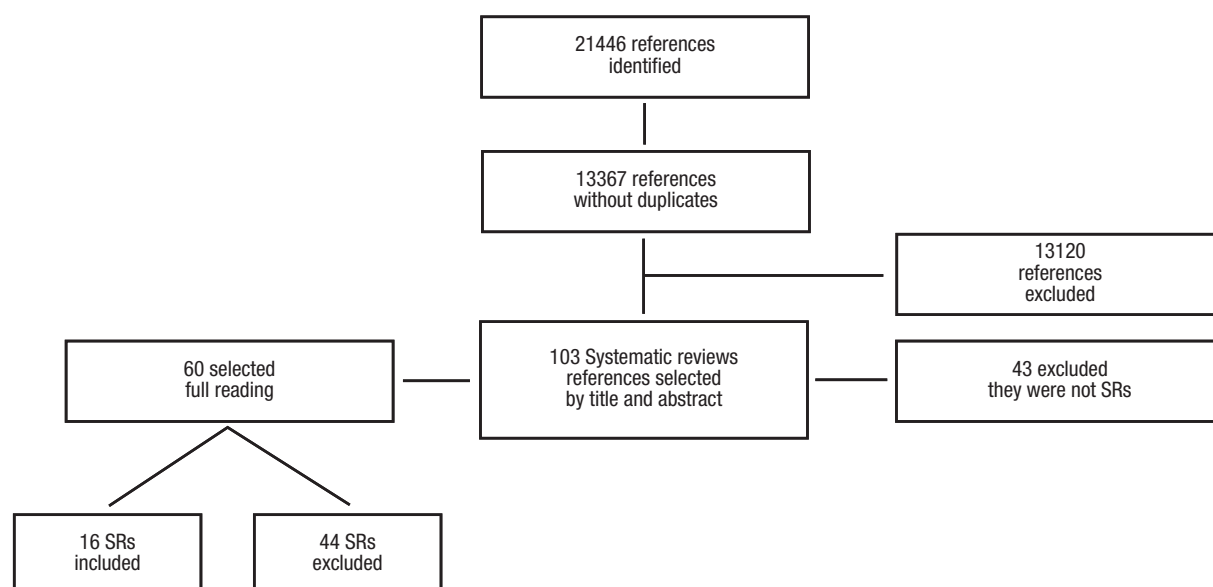 21446 references
identified
13367 references
without duplicates
13120
references
excluded
103 Systematic reviews
references selected
by title and abstract
60 selected
full reading
43 excluded
they were not SRs
16 SRs
included
44 SRs
excluded